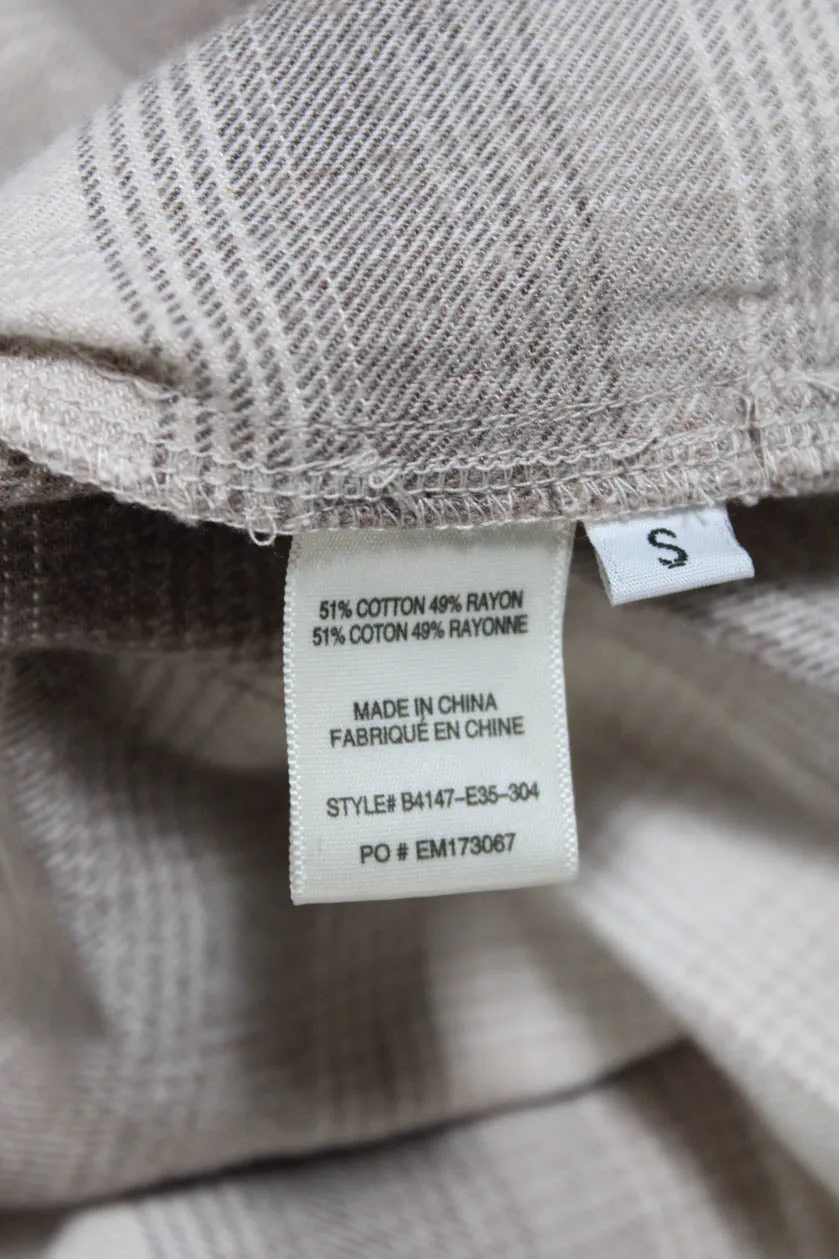 S
51% COTTON 49% RAYON
51% COTON 49% RAYONNE
MADE IN CHINA
FABRIQUÉ EN CHINE
STYLE# B4147-E35-304
PO # EM173067